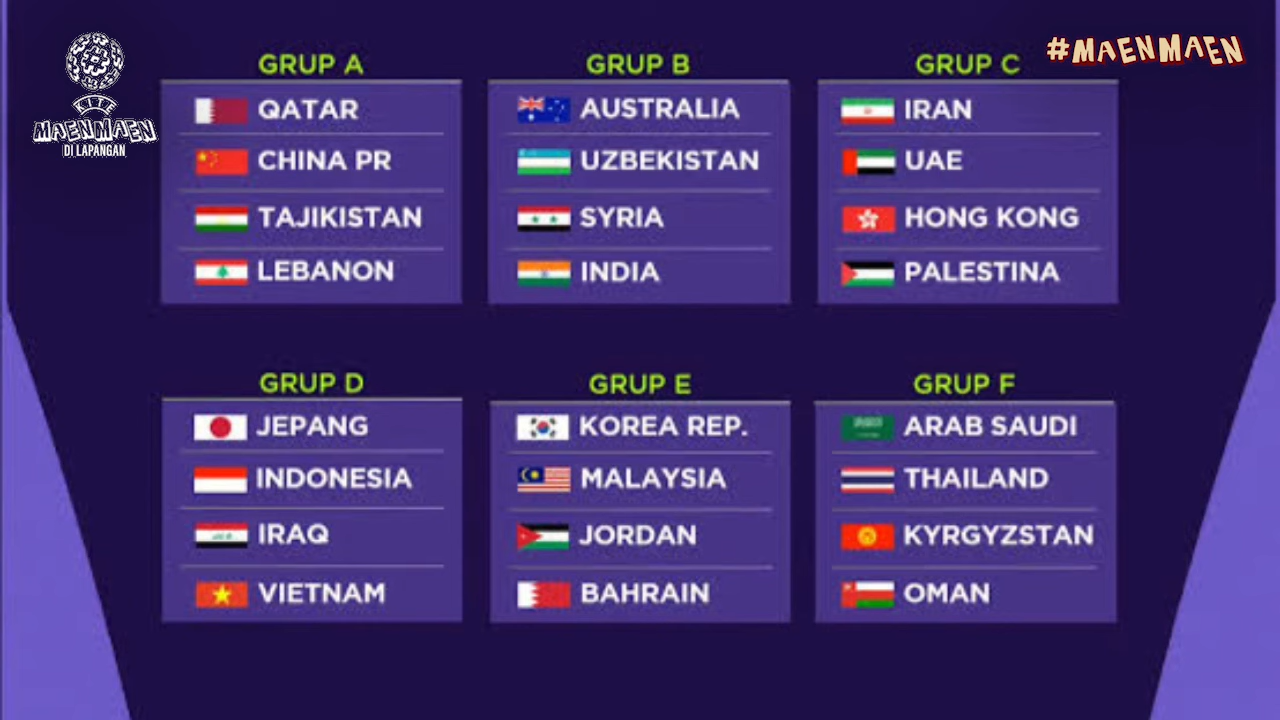 MAENMAEN
DI LAPANGAN
#MAENMAEN
GRUP A
QATAR
CHINA PR
TAJIKISTAN
LEBANON
GRUP B
AUSTRALIA
UZBEKISTAN
SYRIA
INDIA
GRUP C
IRAN
UAE
HONG KONG
PALESTINA
GRUP D
JEPANG
INDONESIA
IRAQ
VIETNAM
GRUP E
KOREA REP.
MALAYSIA
JORDAN
BAHRAIN
GRUP F
ARAB SAUDI
THAILAND
KYRGYZSTAN
OMAN